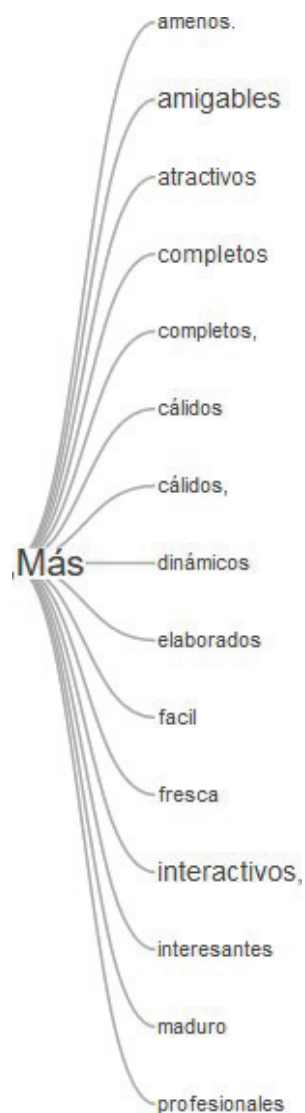 amenos.
amigables
atractivos
completos
completos,
cálidos
cálidos,
,Más
dinámicos
elaborados
facil
fresca
interactivos,
interesantes
maduro
profesionales